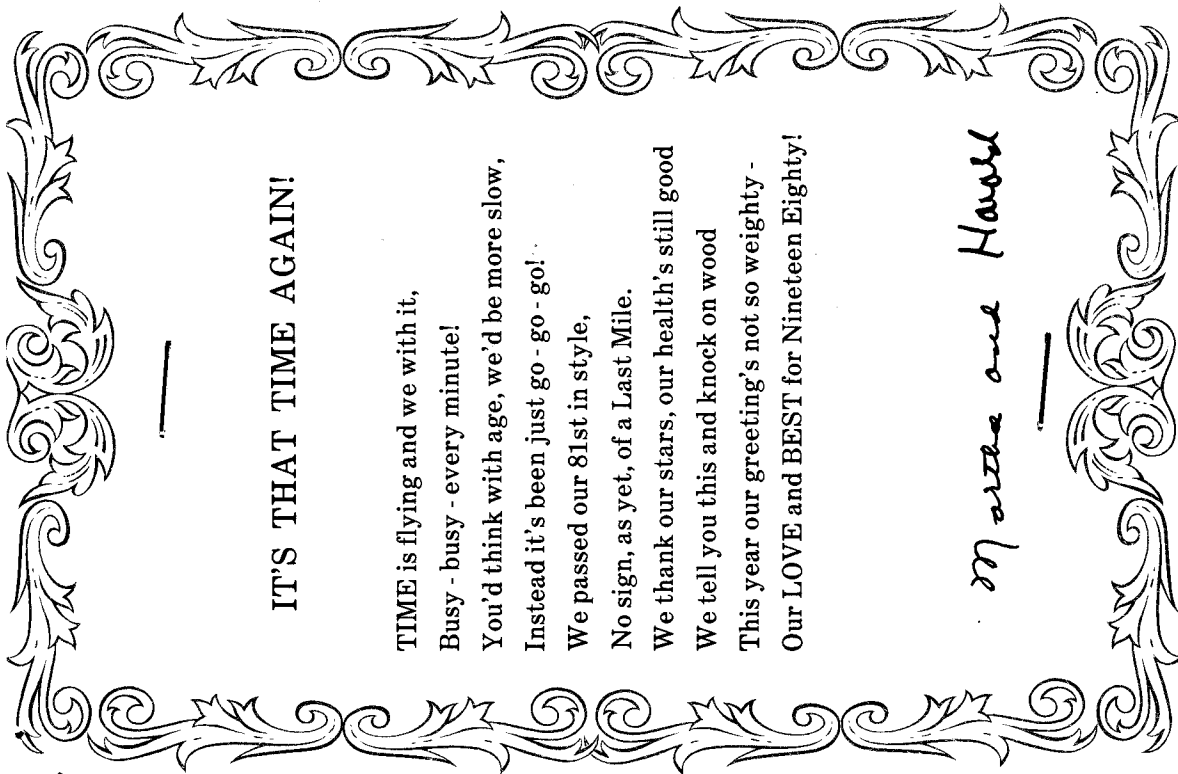 IT'S THAT TIME AGAIN!
TIME is flying and we with it,
Busy - busy - every minute!
You'd think with age, we'd be more slow,
Instead it's been just go - go - go!
We passed our 81st in style,
No sign, as yet, of a Last Mile.
We thank our stars, our health's still good
We tell you this and knock on wood
This year our greeting's not so weighty -
Our LOVE and BEST for Nineteen Eighty!
Martha and Harold